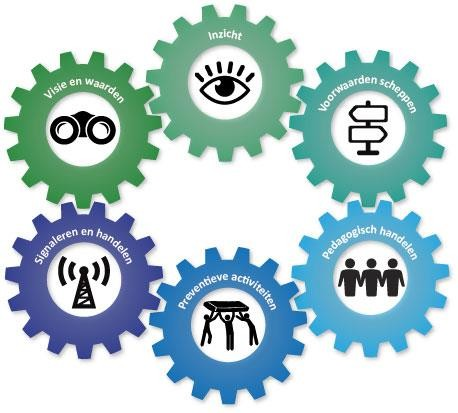 Inzicht
Visie en waarden
Voorwaarden scheppen
Signaleren en handelen
Pedagogisch handelen
Preventieve activiteiten